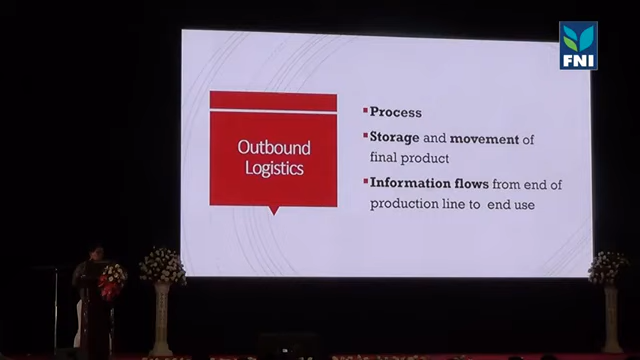 FNI
Outbound
Logistics
Process
Storage and movement of
final product
Information flows from end of
production line to end use